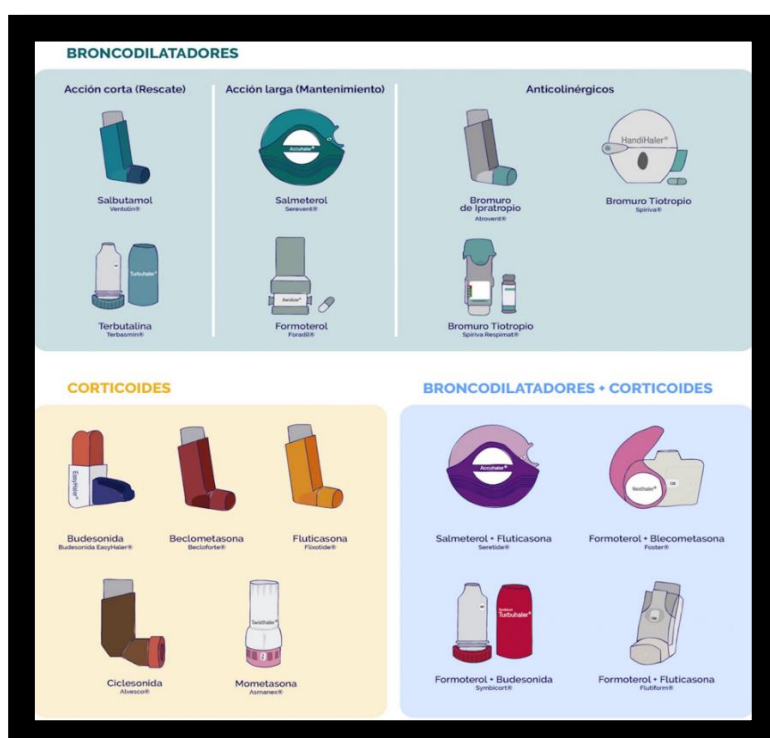 BRONCODILATADORES
Acción corta (Rescate)
Acción larga (Mantenimiento)
Anticolinérgicos
Accuhaler®
HandiHaler®
Salbutamol
Ventolin®
Salmeterol
Serevent®
Bromuro
de Ipratropio
Atrovent®
Bromuro Tiotropio
Spiriva®
Turbuhaler®
Aerolizer®
Terbutalina
Terbasmin®
Formoterol
Foradil®
Bromuro Tiotropio
Spiriva Respimat®
CORTICOIDES
EasyHaler®
Budesonida
Budesonida EasyHaler®
Beclometasona
Becloforte®
Fluticasona
Flixotide®
Twisthaler®
Ciclesonida
Alvesco®
Mometasona
Asmanex®
BRONCODILATADORES + CORTICOIDES
Accuhaler®
Nexthaler®
Salmeterol + Fluticasona
Seretide®
Formoterol + Blecometasona
Foster®
Turbuhaler®
Formoterol + Budesonida
Symbicort®
Formoterol + Fluticasona
Flutiform®